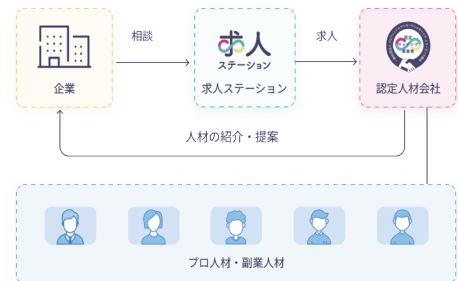 相談
求人
求人
ステーション
企業
求人ステーション
認定人材会社
人材の紹介・提案
プロ人材・副業人材